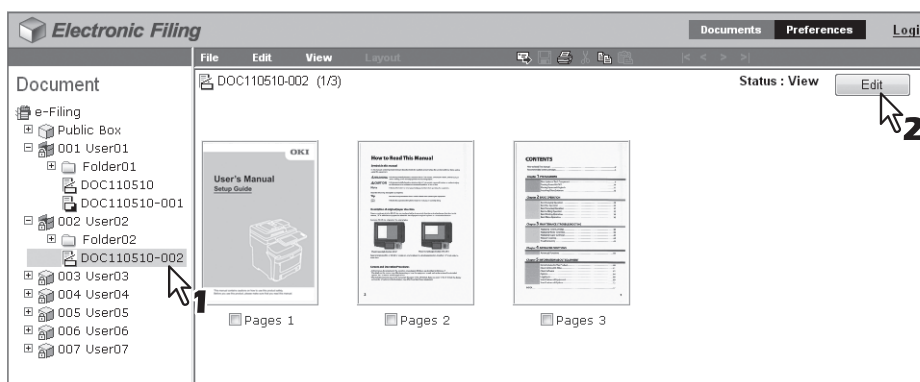 Electronic Filing
Documents Preferences Logi
File Edit View Layout |< < > >|
Document
e-Filing
Public Box
001 User01
Folder01
DOC110510
DOC110510-001
002 User02
Folder02
DOC110510-002
003 User03
004 User04
005 User05
006 User06
007 User07
1
DOC110510-002 (1/3)
Status : View
Edit
2
OKI
User's Manual
Setup Guide
Pages 1
How to Read This Manual
Pages 2
CONTENTS
Pages 3